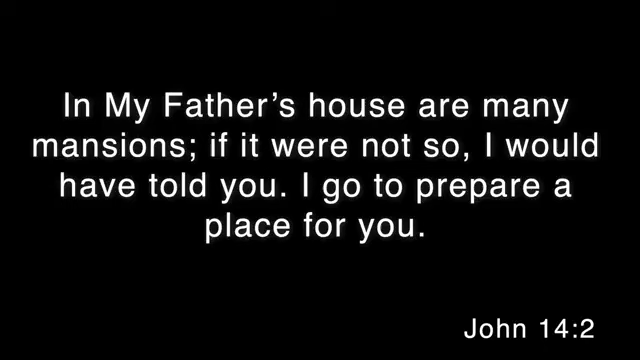 In My Father’s house are many
mansions; if it were not so, I would
have told you. I go to prepare a
place for you.
John 14:2